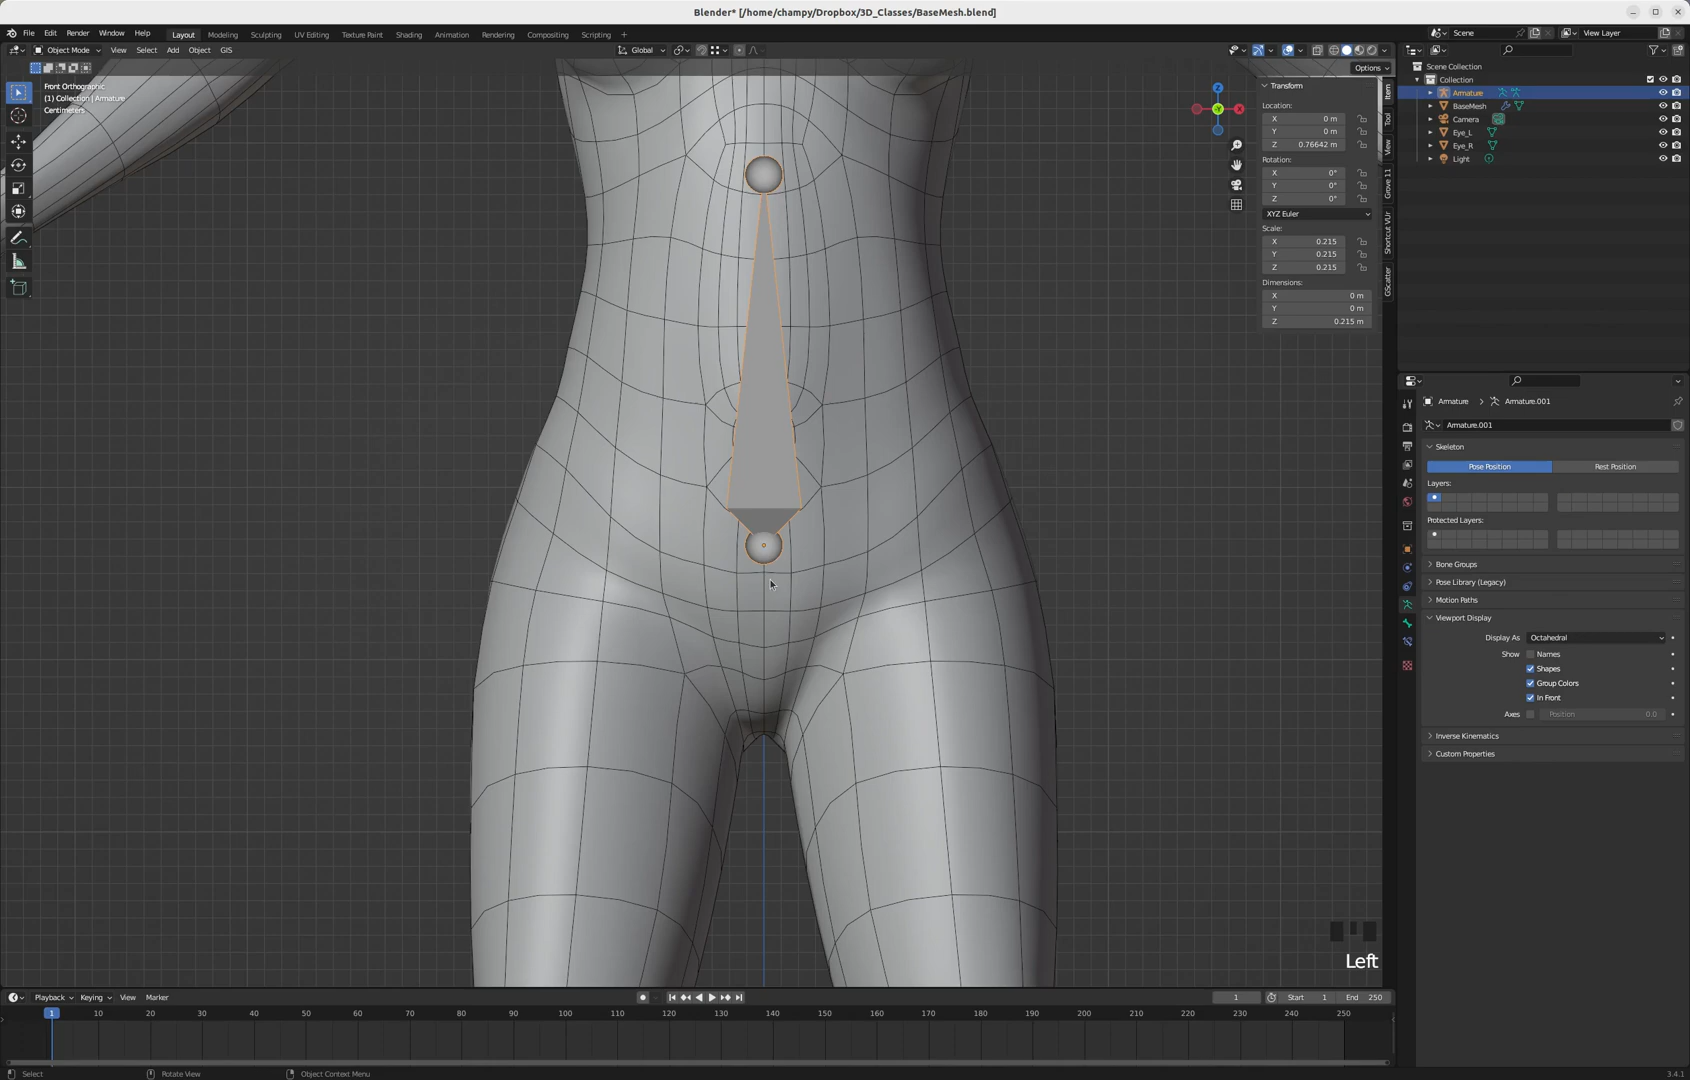 Blender* [/home/champy/Dropbox/3D_Classes/BaseMesh.blend]
File Edit Render Window Help Layout Modeling Sculpting UV Editing Texture Paint Shading Animation Rendering Compositing Scripting + Scene View Layer
Object Mode View Select Add Object GIS Global
Options
Front Orthographic
(1) Collection | Armature
Centimeters
Transform
Location:
X 0 m
Y 0 m
Z 0.76642 m
Rotation:
X 0°
Y 0°
Z 0°
XYZ Euler
Scale:
X 0.215
Y 0.215
Z 0.215
Dimensions:
X 0 m
Y 0 m
Z 0.215 m
Item
Tool
View
Grove 11
Shortcut VUr
GScatter
X
Y
Z
Scene Collection
Collection
Armature
BaseMesh
Camera
Eye_L
Eye_R
Light
Armature > Armature.001
Armature.001
Skeleton
Pose Position Rest Position
Layers:
Protected Layers:
Bone Groups
Pose Library (Legacy)
Motion Paths
Viewport Display
Display As Octahedral
Show Names
Shapes
Group Colors
In Front
Axes Position 0.0
Inverse Kinematics
Custom Properties
Left
Playback Keying View Marker 1 Start 1 End 250
1 10 20 30 40 50 60 70 80 90 100 110 120 130 140 150 160 170 180 190 200 210 220 230 240 250
Select Rotate View Object Context Menu 3.4.1